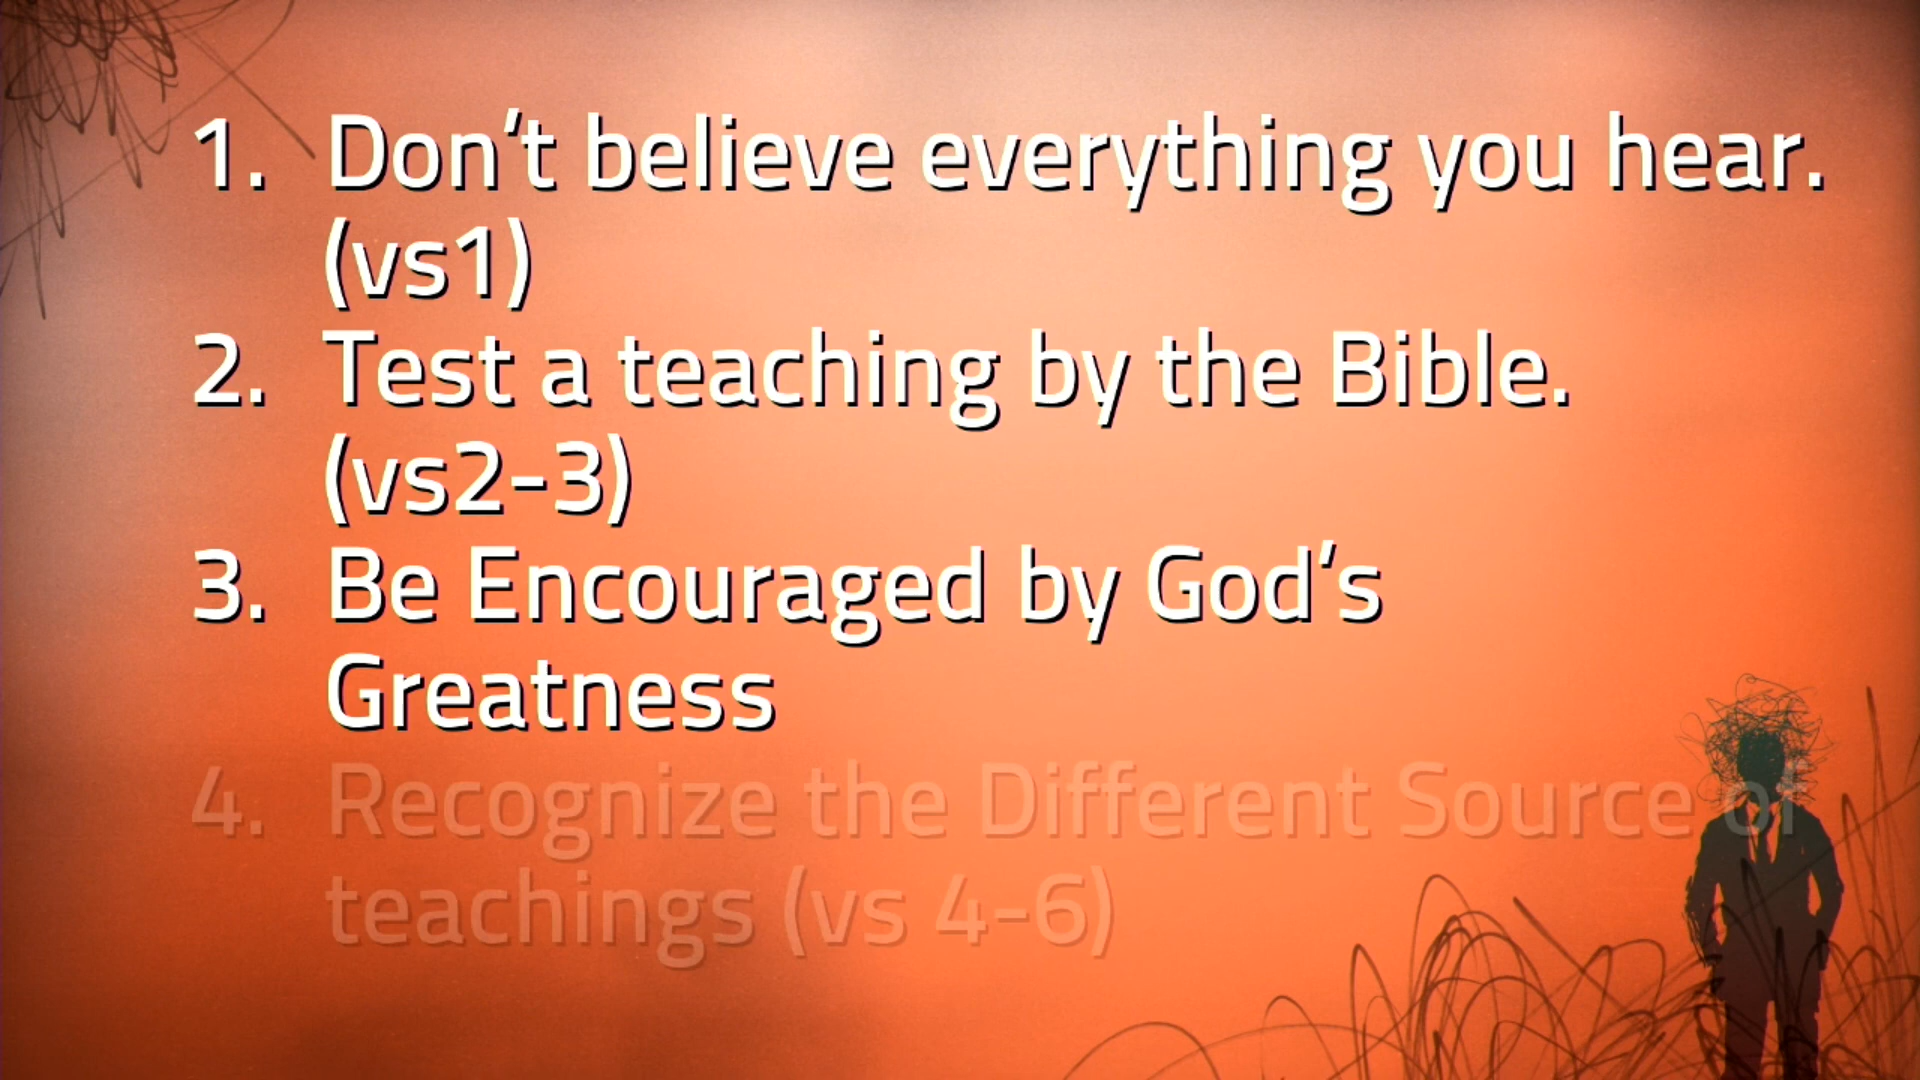 1. Don’t believe everything you hear.
(vs1)
2. Test a teaching by the Bible.
(vs2-3)
3. Be Encouraged by God’s
Greatness
4. Recognize the Different Source of
teachings (vs 4-6)